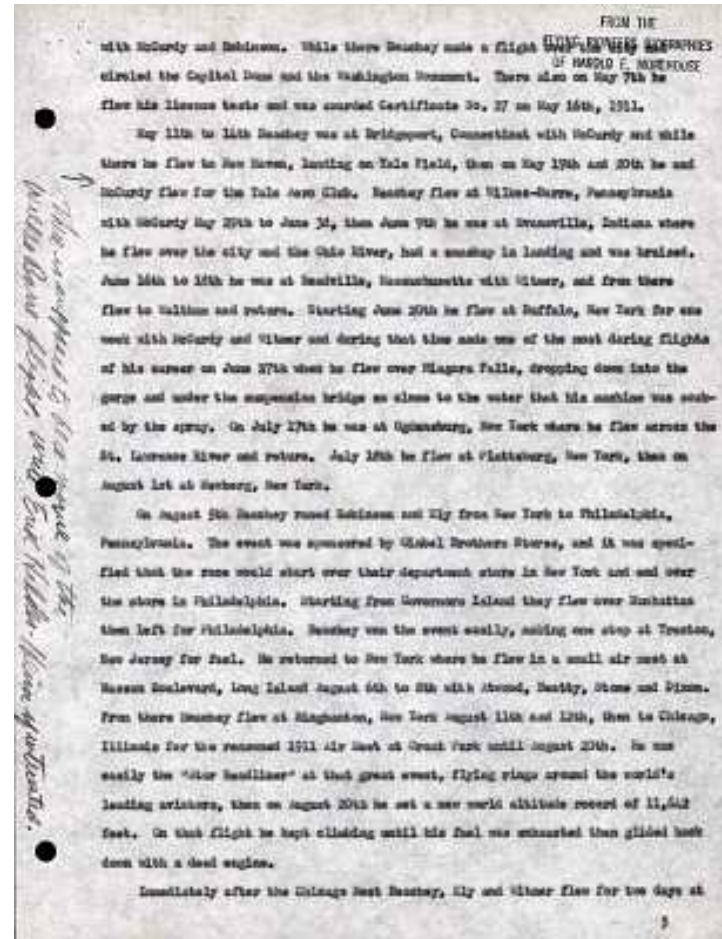 FROM THE
FLYING PIONEERS BIOGRAPHIES
OF HAROLD E. MOREHOUSE
with McCurdy and Robinson. While there Beachey made a flight over the city and
circled the Capitol Dome and the Washington Monument. There also on May 7th he
flew his license tests and was awarded Certificate No. 27 on May 16th, 1911.
May 11th to 14th Beachey was at Bridgeport, Connecticut with McCurdy and while
there he flew to New Haven, landing on Yale Field, then on May 19th and 20th he and
McCurdy flew for the Yale Aero Club. Beachey flew at Wilkes-Barre, Pennsylvania
with McCurdy May 29th to June 3d, then June 9th he was at Evansville, Indiana where
he flew over the city and the Ohio River, had a smashup in landing and was bruised.
June 14th to 16th he was at Readville, Massachusetts with Witmer, and from there
flew to Waltham and return. Starting June he flew at Buffalo, New York for one
week with McCurdy and Witmer and during that time made one of the most daring flights
of his career on June 27th when he flew over Niagara Falls, dropping down into the
gorge and under the suspension bridge so close to the water that his machine was
ed by the spray. On July 17th he was at Ogdensburg, New York where he flew across the
St. Lawrence River and return. July 18th he flew at Plattsburg, New York, then on
August 1st at Newberg, New York.
On August 5th Beachey raced Robinson and Ely from New York to Philadelphia,
Pennsylvania. The event was sponsored by Gimbel Brothers Stores, and it was speci-
fied that the race would start over their department store in New York and end over
the store in Philadelphia. Starting from Governors Island they flew over Manhattan
then left for Philadelphia. Beachey won the event easily, making one stop at Trenton,
New Jersey for fuel. He returned to New York where he flew in a small air meet at
Nassau Boulevard, Long Island August 6th to 8th with Atwood, Beatty, Stone and Dixon.
From there Beachey flew at Binghamton, New York August 11th and 12th, then to Chicago,
Illinois for the renowned 1911 Air Meet at Grant Park until August 20th. He was
easily the "Star Headliner" at that great event, flying rings around the world's
leading aviators, then on August 20th he set a new world altitude record of 11,642
feet. On that flight he kept climbing until his fuel was exhausted then glided back
down with a dead engine.
Immediately after the Chicago Meet Beachey, Ely and Witmer flew for two days at
This is supposed to be a of the
Wilkes Barre flight, write Erik if interested.